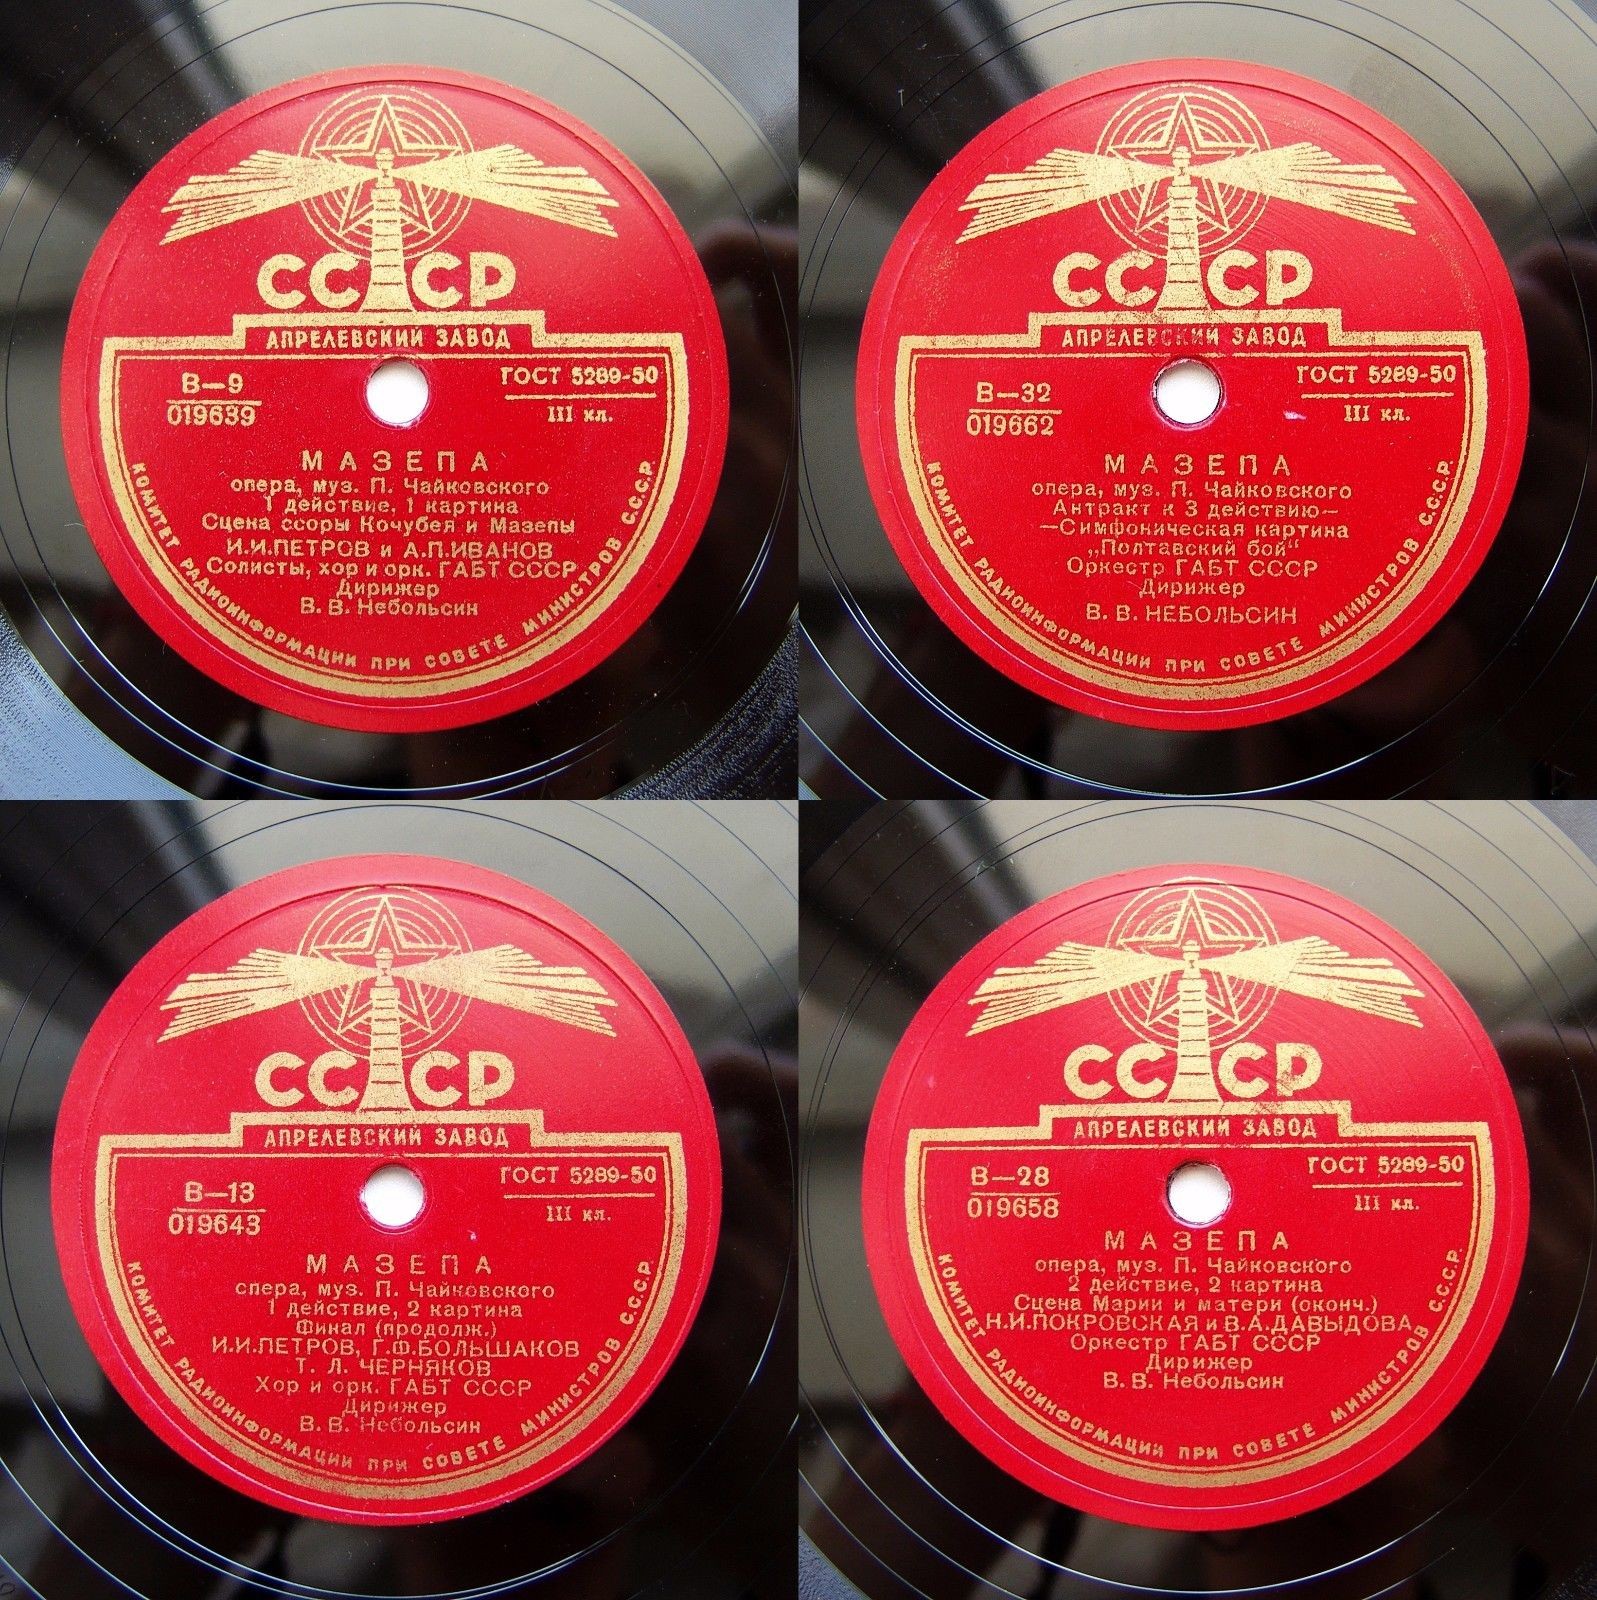 СССР
АПРЕЛЕВСКИЙ ЗАВОД
В—9
019639
ГОСТ 5289-50
III кл.
МАЗЕПА
опера, муз. П. Чайковского
1 действие, 1 картина
Сцена ссоры Кочубея и Мазепы
И.И.ПЕТРОВ и А.П.ИВАНОВ
Солисты, хор и орк. ГАБТ СССР
Дирижер
В. В. Небольсин
КОМИТЕТ РАДИОИНФОРМАЦИИ ПРИ СОВЕТЕ МИНИСТРОВ С.С.С.Р.
СССР
АПРЕЛЕВСКИЙ ЗАВОД
В—32
019662
ГОСТ 5289-50
III кл.
МАЗЕПА
опера, муз. П. Чайковского
Антракт к 3 действию—
—Симфоническая картина
„Полтавский бой“
Оркестр ГАБТ СССР
Дирижер
В. В. НЕБОЛЬСИН
КОМИТЕТ РАДИОИНФОРМАЦИИ ПРИ СОВЕТЕ МИНИСТРОВ С.С.С.Р.
СССР
АПРЕЛЕВСКИЙ ЗАВОД
В—13
019643
ГОСТ 5289-50
III кл.
МАЗЕПА
опера, муз. П. Чайковского
1 действие, 2 картина
Финал (продолж.)
И.И.ПЕТРОВ, Г.Ф.БОЛЬШАКОВ
Т. Л. ЧЕРНЯКОВ
Хор и орк. ГАБТ СССР
Дирижер
В. В. Небольсин
КОМИТЕТ РАДИОИНФОРМАЦИИ ПРИ СОВЕТЕ МИНИСТРОВ С.С.С.Р.
СССР
АПРЕЛЕВСКИЙ ЗАВОД
В—28
019658
ГОСТ 5289-50
III кл.
МАЗЕПА
опера, муз. П. Чайковского
2 действие, 2 картина
Сцена Марии и матери (оконч.)
Н.И.ПОКРОВСКАЯ и В.А.ДАВЫДОВА
Оркестр ГАБТ СССР
Дирижер
В. В. Небольсин
КОМИТЕТ РАДИОИНФОРМАЦИИ ПРИ СОВЕТЕ МИНИСТРОВ С.С.С.Р.